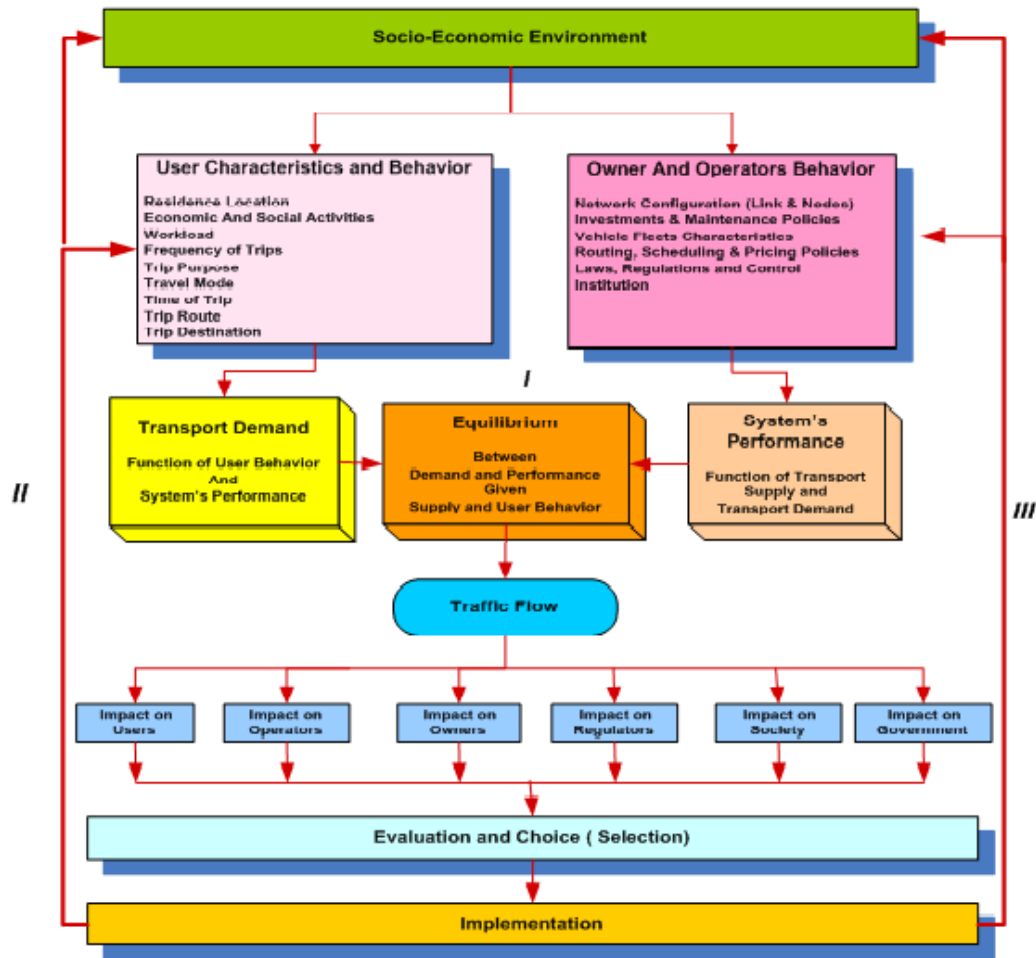 Socio-Economic Environment
User Characteristics and Behavior
Residence Location
Economic And Social Activities
Workload
Frequency of Trips
Trip Purpose
Travel Mode
Time of Trip
Trip Route
Trip Destination
Owner And Operators Behavior
Network Configuration (Link & Nodes)
Investments & Maintenance Policies
Vehicle Fleets Characteristics
Routing, Scheduling & Pricing Policies
Laws, Regulations and Control
Institution
I
Transport Demand
Function of User Behavior
And
System's Performance
Equilibrium
Between
Demand and Performance
Given
Supply and User Behavior
System's
Performance
Function of Transport
Supply and
Transport Demand
II
III
Traffic Flow
Impact on
Users
Impact on
Operators
Impact on
Owners
Impact on
Regulators
Impact on
Society
Impact on
Government
Evaluation and Choice ( Selection)
Implementation